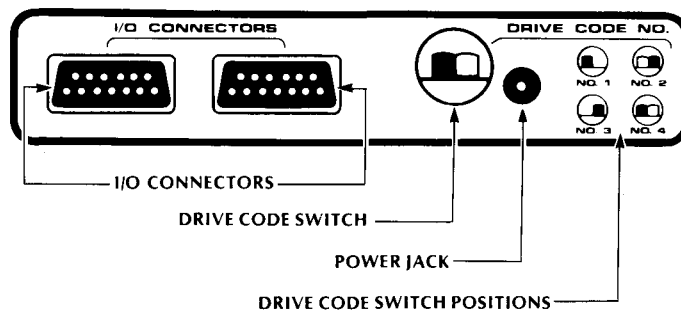 I/O CONNECTORS
DRIVE CODE NO.
NO. 1
NO. 2
NO. 3
NO. 4
I/O CONNECTORS
DRIVE CODE SWITCH
POWER JACK
DRIVE CODE SWITCH POSITIONS